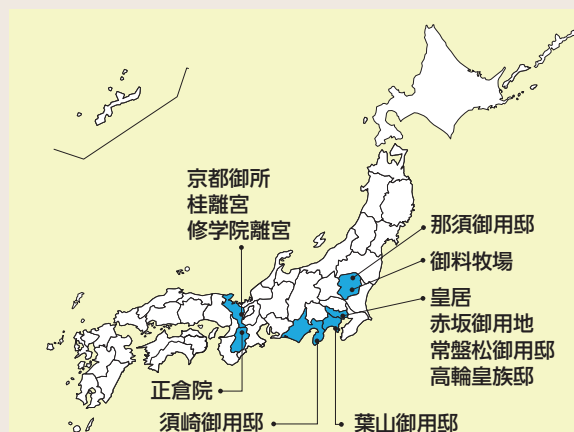 京都御所
桂離宮
修学院離宮
那須御用邸
御料牧場
皇居
赤坂御用地
常盤松御用邸
高輪皇族邸
正倉院
須崎御用邸
葉山御用邸